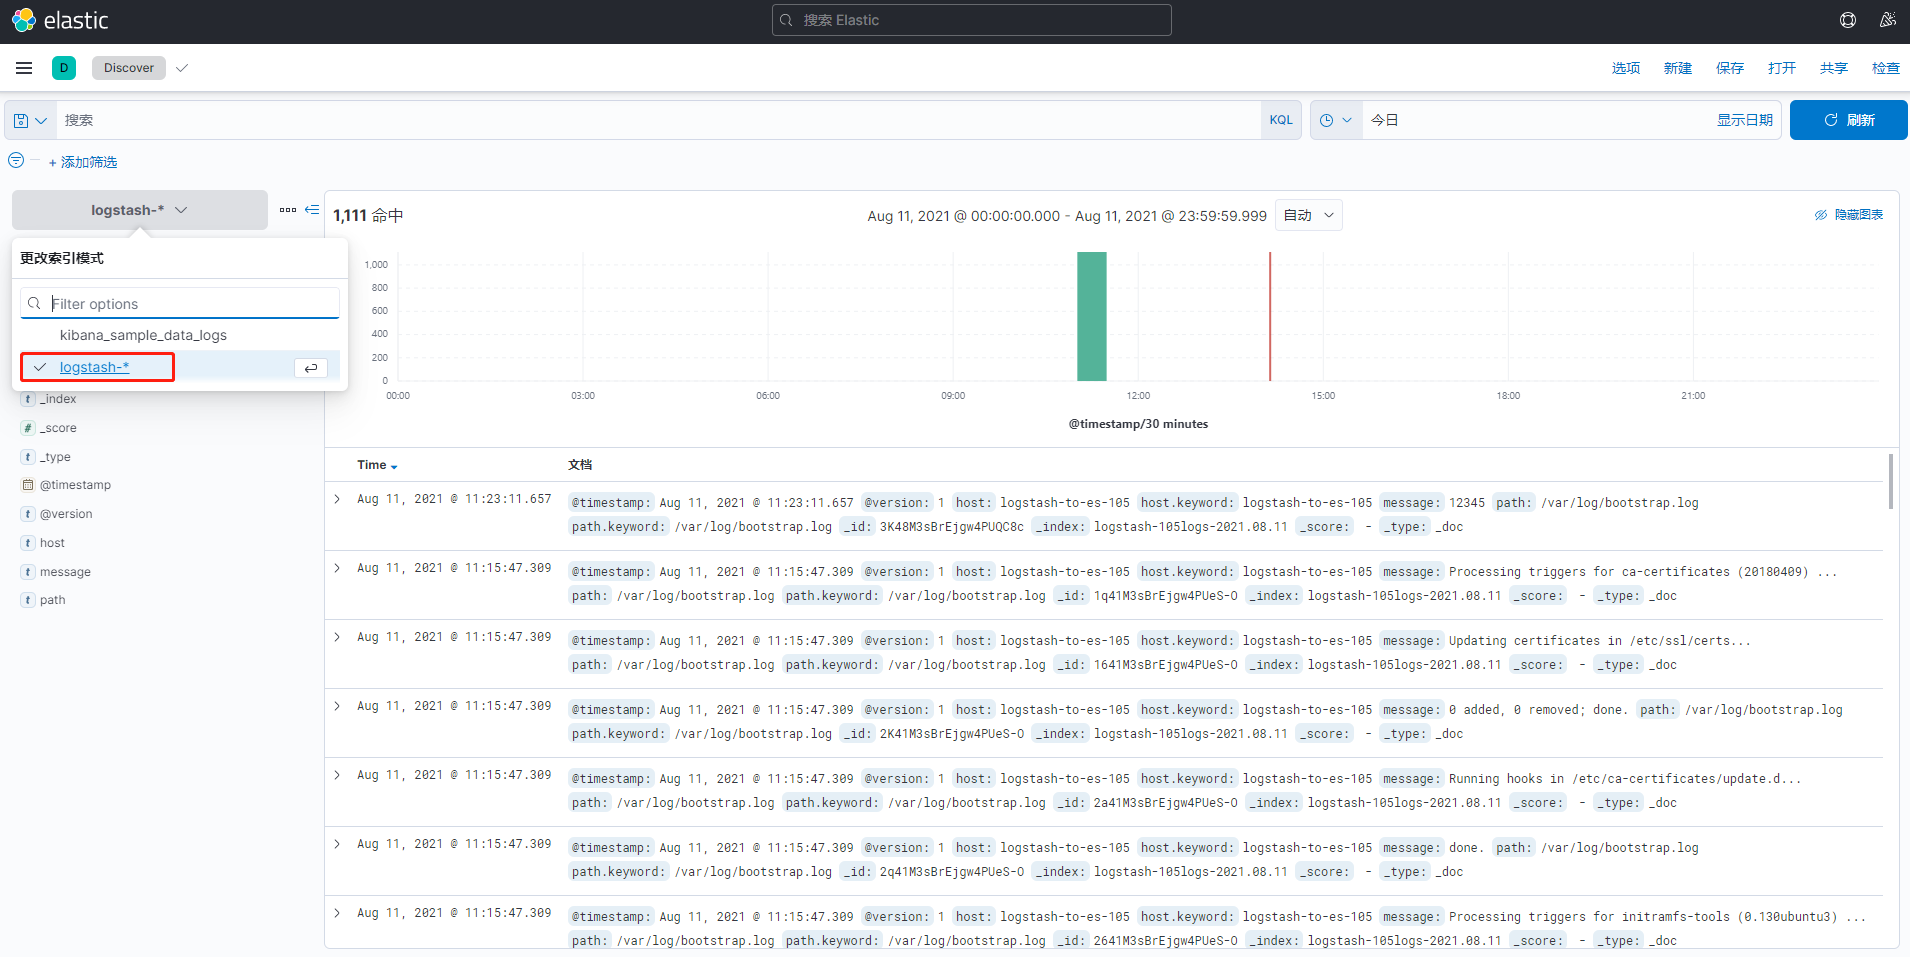 elastic
搜索 Elastic
D
Discover
选项
新建
保存
打开
共享
检查
搜索
KQL
今日
显示日期
刷新
+ 添加筛选
logstash-*
更改索引模式
Filter options
kibana_sample_data_logs
logstash-*
t _index
# _score
t _type
@timestamp
t @version
t host
t message
t path
1,111 命中
Aug 11, 2021 @ 00:00:00.000 - Aug 11, 2021 @ 23:59:59.999
自动
隐藏图表
1,000
800
600
400
200
0
00:00
03:00
06:00
09:00
12:00
15:00
18:00
21:00
@timestamp/30 minutes
Time
文档
Aug 11, 2021 @ 11:23:11.657
@timestamp: Aug 11, 2021 @ 11:23:11.657 @version: 1 host: logstash-to-es-105 host.keyword: logstash-to-es-105 message: 12345 path: /var/log/bootstrap.log
path.keyword: /var/log/bootstrap.log _id: 3K48M3sBrEjgw4PUQC8c _index: logstash-105logs-2021.08.11 _score: - _type: _doc
Aug 11, 2021 @ 11:15:47.309
@timestamp: Aug 11, 2021 @ 11:15:47.309 @version: 1 host: logstash-to-es-105 host.keyword: logstash-to-es-105 message: Processing triggers for ca-certificates (20180409) ...
path: /var/log/bootstrap.log path.keyword: /var/log/bootstrap.log _id: 1q41M3sBrEjgw4PUeS-O _index: logstash-105logs-2021.08.11 _score: - _type: _doc
Aug 11, 2021 @ 11:15:47.309
@timestamp: Aug 11, 2021 @ 11:15:47.309 @version: 1 host: logstash-to-es-105 host.keyword: logstash-to-es-105 message: Updating certificates in /etc/ssl/certs...
path: /var/log/bootstrap.log path.keyword: /var/log/bootstrap.log _id: 1641M3sBrEjgw4PUeS-O _index: logstash-105logs-2021.08.11 _score: - _type: _doc
Aug 11, 2021 @ 11:15:47.309
@timestamp: Aug 11, 2021 @ 11:15:47.309 @version: 1 host: logstash-to-es-105 host.keyword: logstash-to-es-105 message: 0 added, 0 removed; done. path: /var/log/bootstrap.log
path.keyword: /var/log/bootstrap.log _id: 2K41M3sBrEjgw4PUeS-O _index: logstash-105logs-2021.08.11 _score: - _type: _doc
Aug 11, 2021 @ 11:15:47.309
@timestamp: Aug 11, 2021 @ 11:15:47.309 @version: 1 host: logstash-to-es-105 host.keyword: logstash-to-es-105 message: Running hooks in /etc/ca-certificates/update.d...
path: /var/log/bootstrap.log path.keyword: /var/log/bootstrap.log _id: 2a41M3sBrEjgw4PUeS-O _index: logstash-105logs-2021.08.11 _score: - _type: _doc
Aug 11, 2021 @ 11:15:47.309
@timestamp: Aug 11, 2021 @ 11:15:47.309 @version: 1 host: logstash-to-es-105 host.keyword: logstash-to-es-105 message: done. path: /var/log/bootstrap.log
path.keyword: /var/log/bootstrap.log _id: 2q41M3sBrEjgw4PUeS-O _index: logstash-105logs-2021.08.11 _score: - _type: _doc
Aug 11, 2021 @ 11:15:47.309
@timestamp: Aug 11, 2021 @ 11:15:47.309 @version: 1 host: logstash-to-es-105 host.keyword: logstash-to-es-105 message: Processing triggers for initramfs-tools (0.130ubuntu3) ...
path: /var/log/bootstrap.log path.keyword: /var/log/bootstrap.log _id: 2641M3sBrEjgw4PUeS-O _index: logstash-105logs-2021.08.11 _score: - _type: _doc